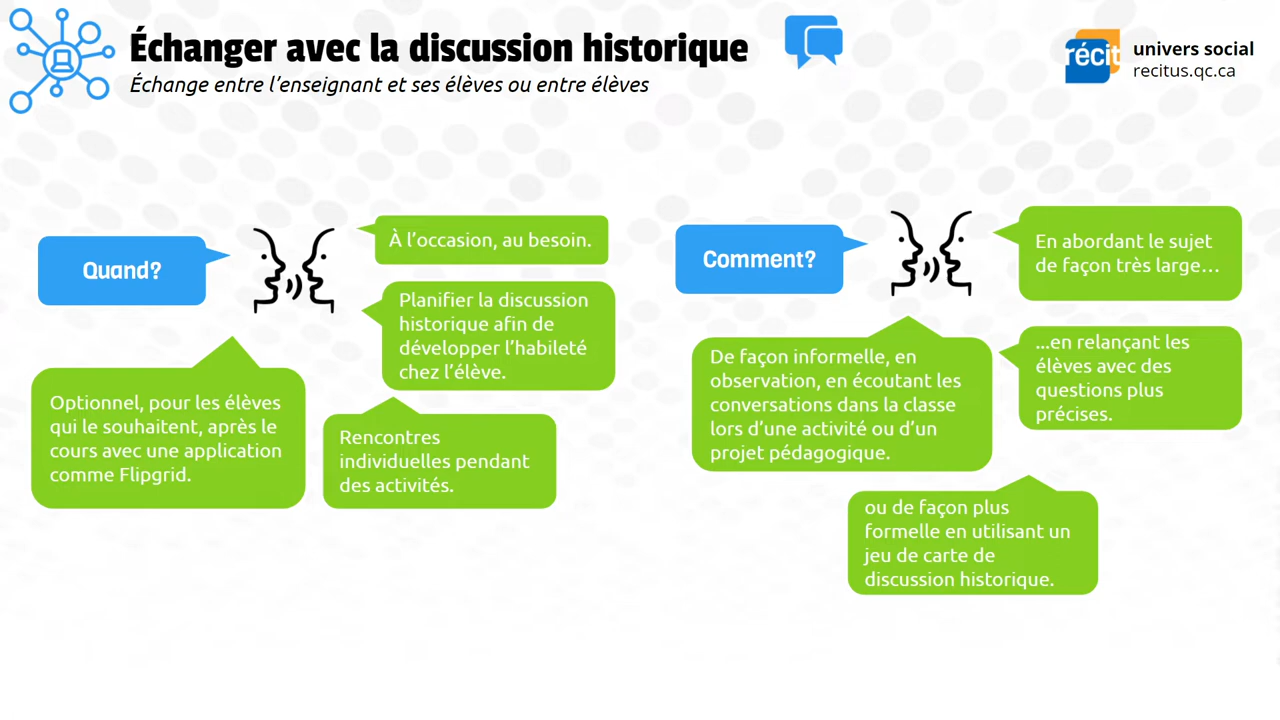 Échanger avec la discussion historique
Échange entre l’enseignant et ses élèves ou entre élèves
récit
univers social
recitus.qc.ca
Quand?
À l’occasion, au besoin.
Planifier la discussion
historique afin de
développer l’habileté
chez l’élève.
Optionnel, pour les élèves
qui le souhaitent, après le
cours avec une application
comme Flipgrid.
Rencontres
individuelles pendant
des activités.
Comment?
En abordant le sujet
de façon très large…
...en relançant les
élèves avec des
questions plus
précises.
De façon informelle, en
observation, en écoutant les
conversations dans la classe
lors d’une activité ou d’un
projet pédagogique.
ou de façon plus
formelle en utilisant un
jeu de carte de
discussion historique.